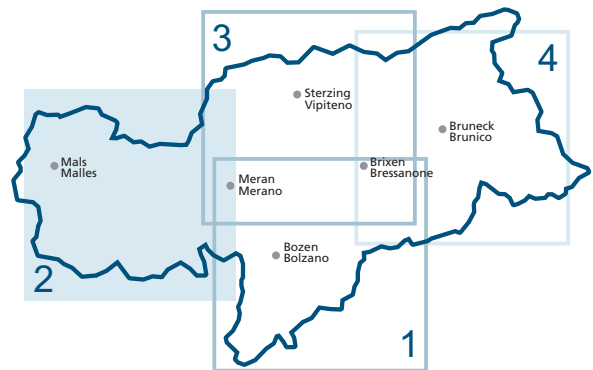 3
4
Sterzing
Vipiteno
Bruneck
Brunico
Mals
Malles
Brixen
Bressanone
Meran
Merano
Bozen
Bolzano
2
1